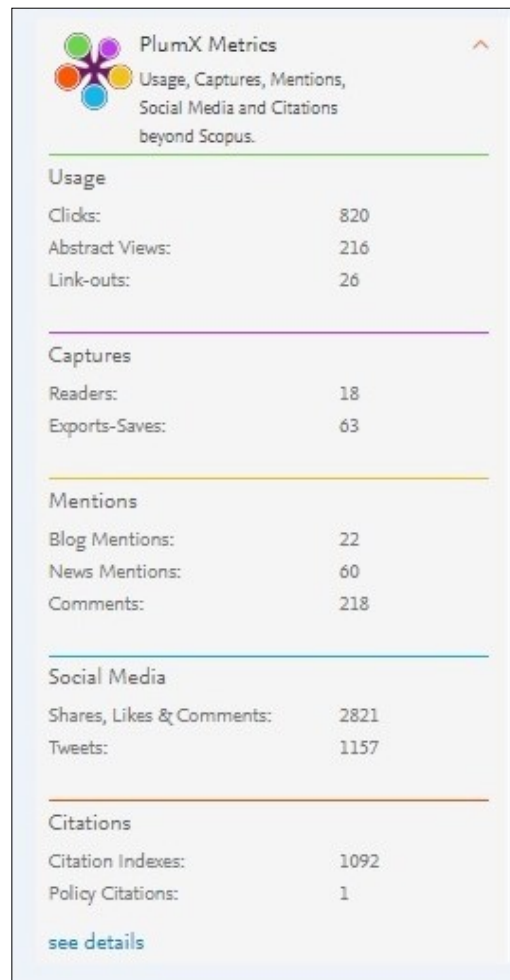 PlumX Metrics
Usage, Captures, Mentions,
Social Media and Citations
beyond Scopus.
Usage
Clicks: 820
Abstract Views: 216
Link-outs: 26
Captures
Readers: 18
Exports-Saves: 63
Mentions
Blog Mentions: 22
News Mentions: 60
Comments: 218
Social Media
Shares, Likes & Comments: 2821
Tweets: 1157
Citations
Citation Indexes: 1092
Policy Citations: 1
see details